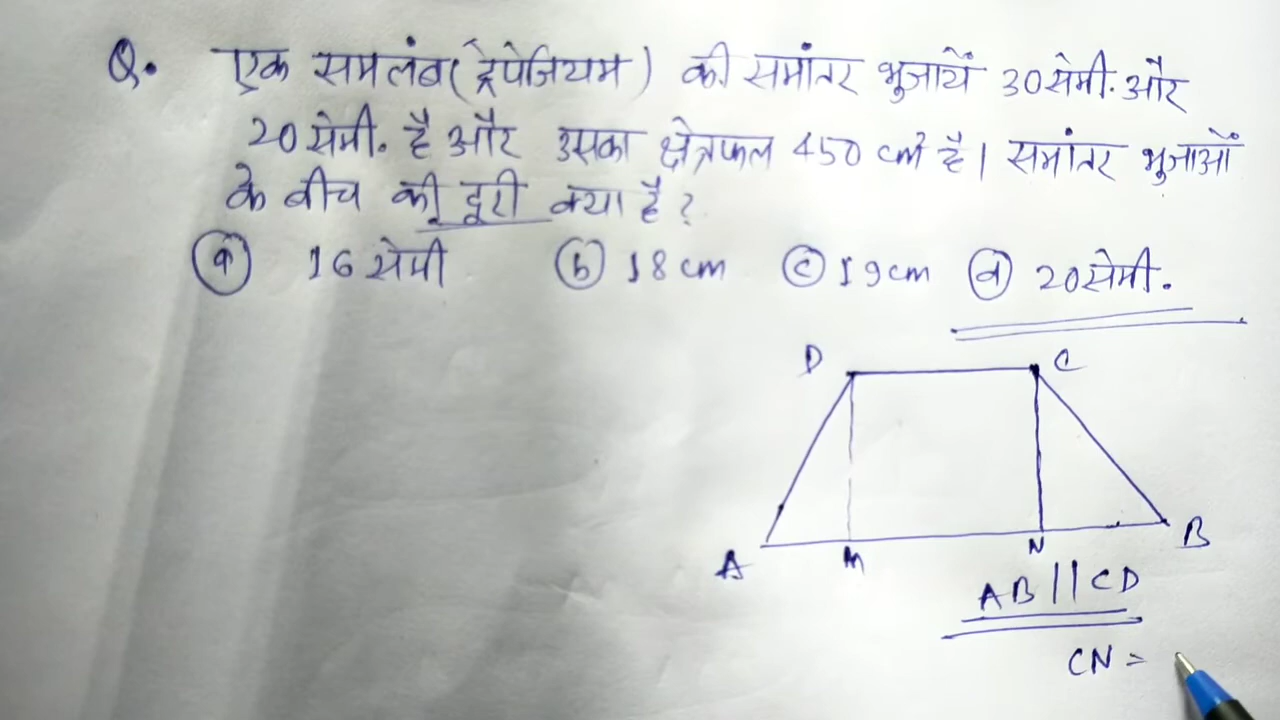 Q. एक समलंब (ट्रेपेजियम) की समांतर भुजायें 30 सेमी. और
20 सेमी. है और उसका क्षेत्रफल 450 cm² है। समांतर भुजाओं
के बीच की दूरी क्या है?
(a) 16 सेमी (b) 18 cm (c) 19 cm (d) 20 सेमी.
D C
A M N B
AB || CD
CN =